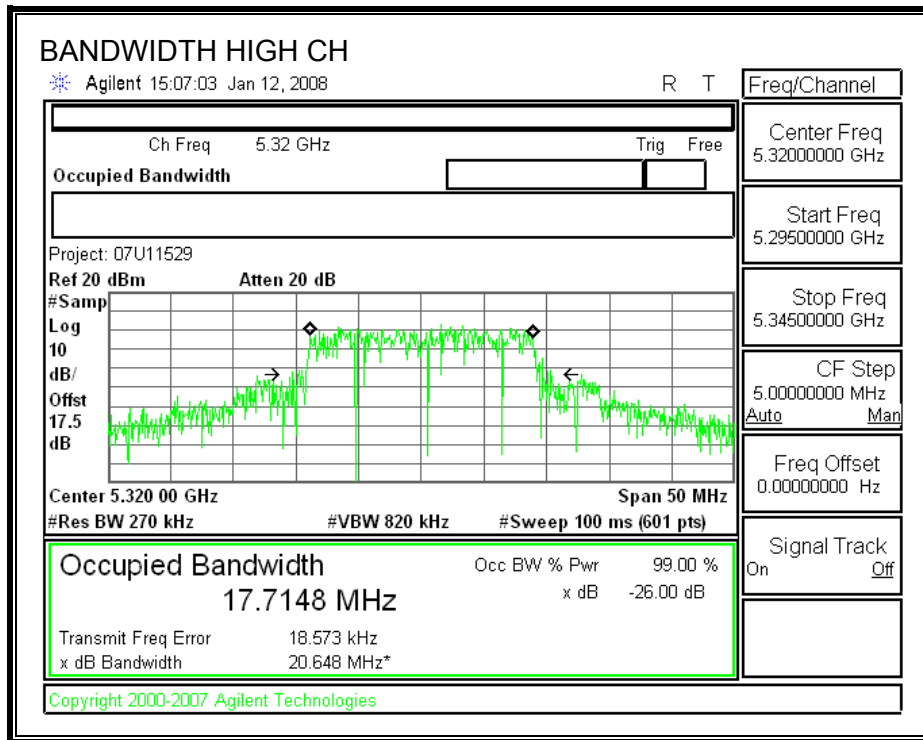 BANDWIDTH HIGH CH
Agilent 15:07:03 Jan 12, 2008 R T
Freq/Channel
Ch Freq 5.32 GHz Trig Free
Occupied Bandwidth
Center Freq
5.32000000 GHz
Start Freq
5.29500000 GHz
Stop Freq
5.34500000 GHz
CF Step
5.00000000 MHz
Auto Man
Freq Offset
0.00000000 Hz
Signal Track
On Off
Project: 07U11529
Ref 20 dBm Atten 20 dB
#Samp
Log
10
dB/
Offst
17.5
dB
Center 5.320 00 GHz Span 50 MHz
#Res BW 270 kHz #VBW 820 kHz #Sweep 100 ms (601 pts)
Occupied Bandwidth Occ BW % Pwr 99.00 %
17.7148 MHz x dB -26.00 dB
Transmit Freq Error 18.573 kHz
x dB Bandwidth 20.648 MHz*
Copyright 2000-2007 Agilent Technologies